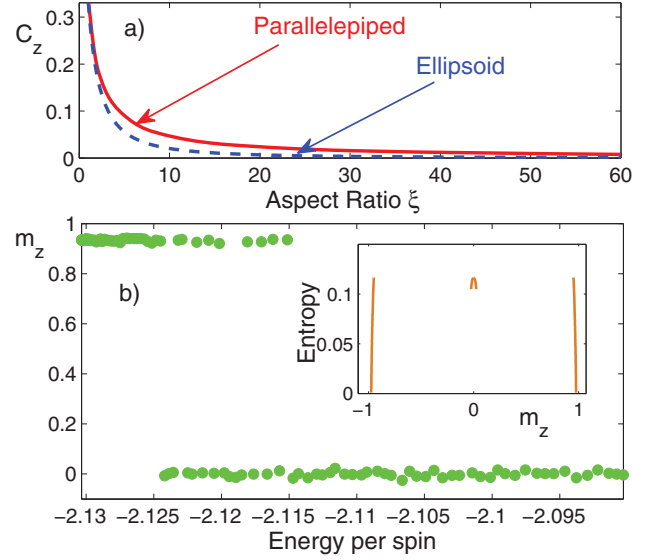 C_z
a)
Parallelepiped
Ellipsoid
0.3
0.2
0.1
0
0 10 20 30 40 50 60
Aspect Ratio ξ
m_z
b)
1
0.8
0.6
0.4
0.2
0
Entropy
0.1
0.05
0
-1 0 1
m_z
−2.13 −2.125 −2.12 −2.115 −2.11 −2.105 −2.1 −2.095
Energy per spin